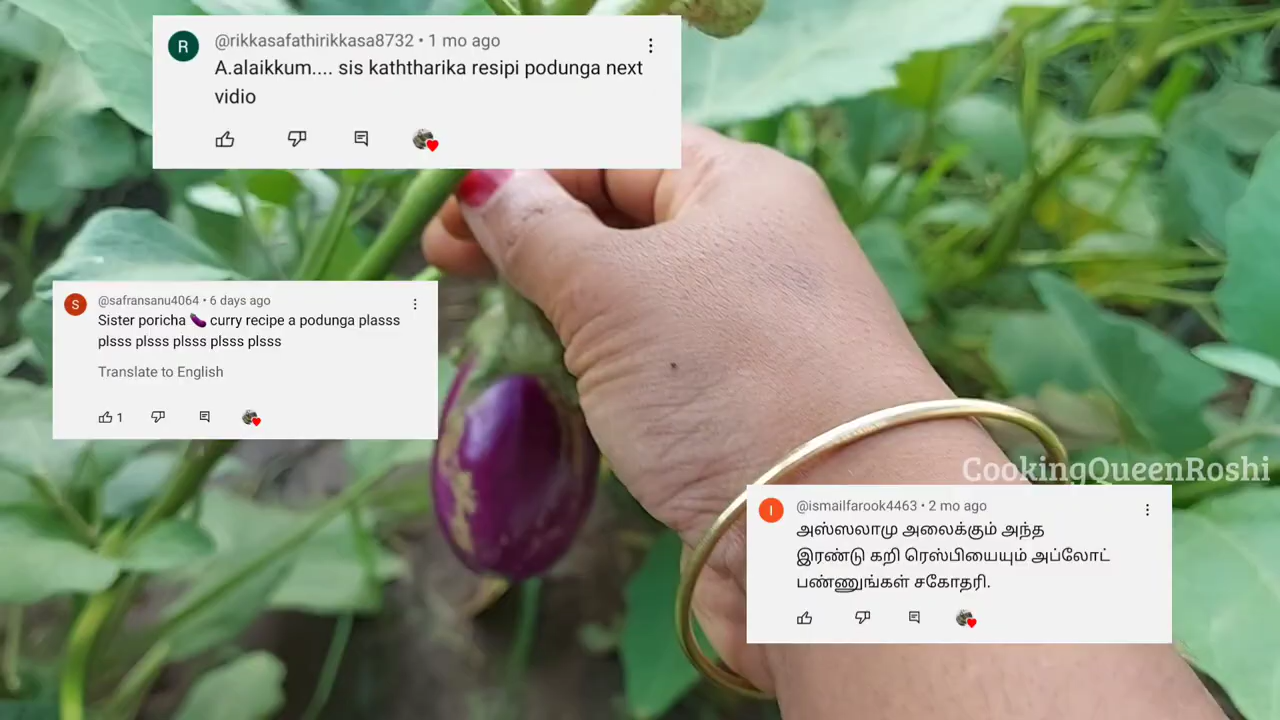 R
@rikkasafathirikkasa8732 • 1 mo ago
A.alaikkum.... sis kaththarika resipi podunga next
vidio
S
@safransanu4064 • 6 days ago
Sister poricha 🍆 curry recipe a podunga plasss
plsss plsss plsss plsss plsss
Translate to English
1
CookingQueenRoshi
I
@ismailfarook4463 • 2 mo ago
அஸ்ஸலாமு அலைக்கும் அந்த
இரண்டு கறி ரெஸ்பியையும் அப்லோட்
பண்ணுங்கள் சகோதரி.